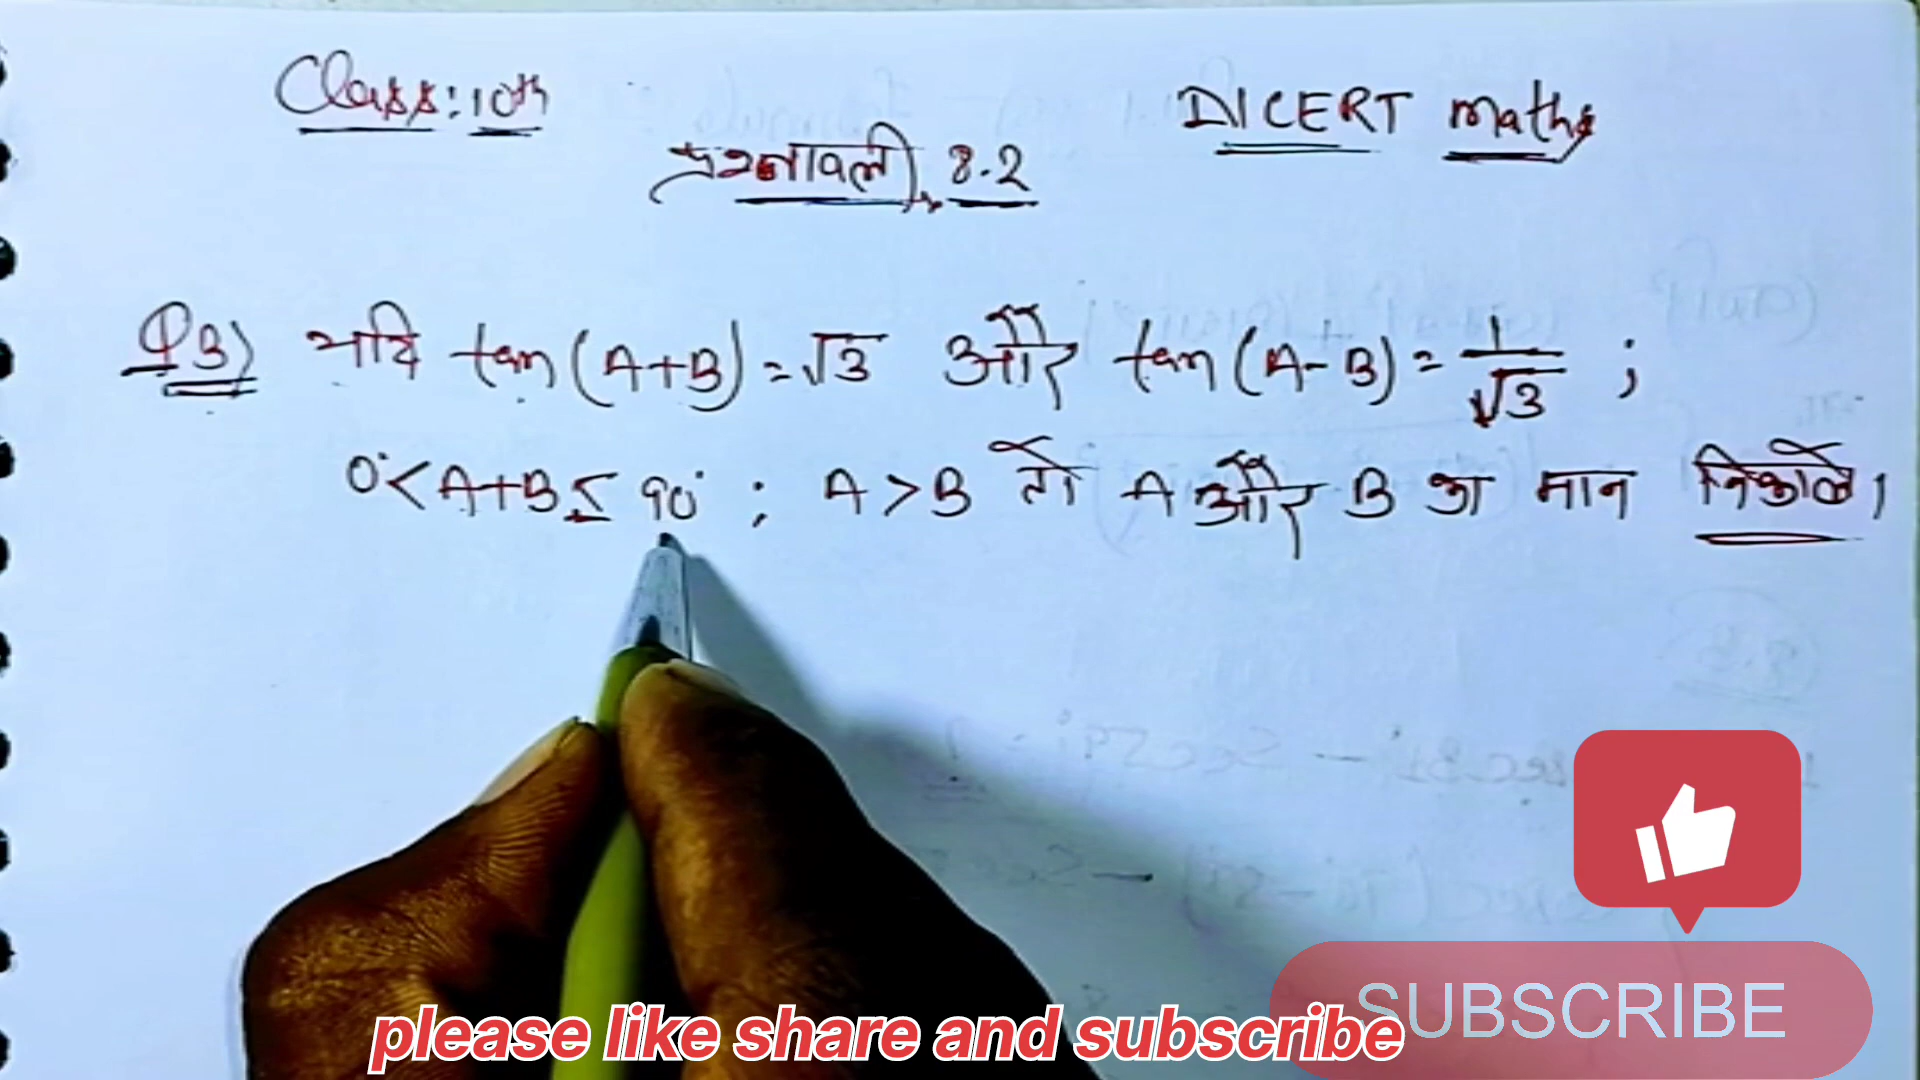 Class: 10th
DICERT maths
प्रश्नावली, 8.2
Q3) यदि tan (A+B) = √3 और tan (A-B) = 1/√3 ;
0°< A+B ≤ 90° ; A > B तो A और B का मान निकालें।
SUBSCRIBE
please like share and subscribe